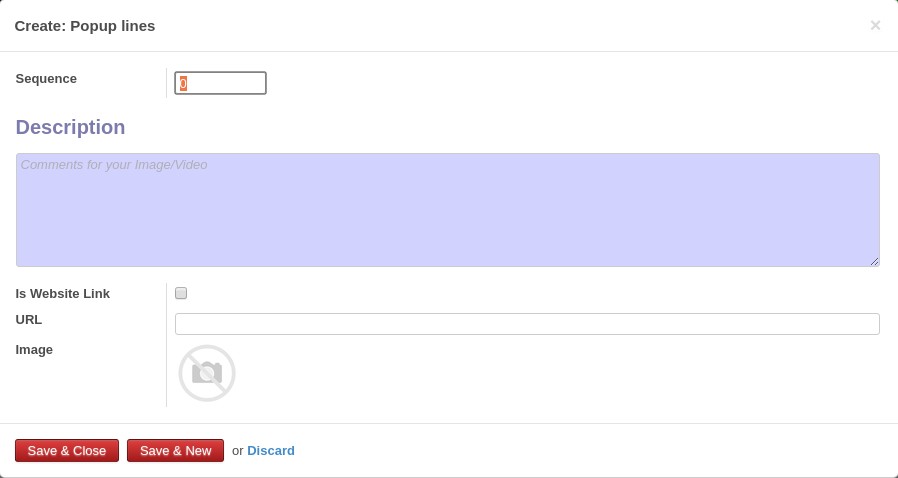 Create: Popup lines
×
Sequence
0
Description
Comments for your Image/Video
Is Website Link
URL
Image
Save & Close Save & New or Discard